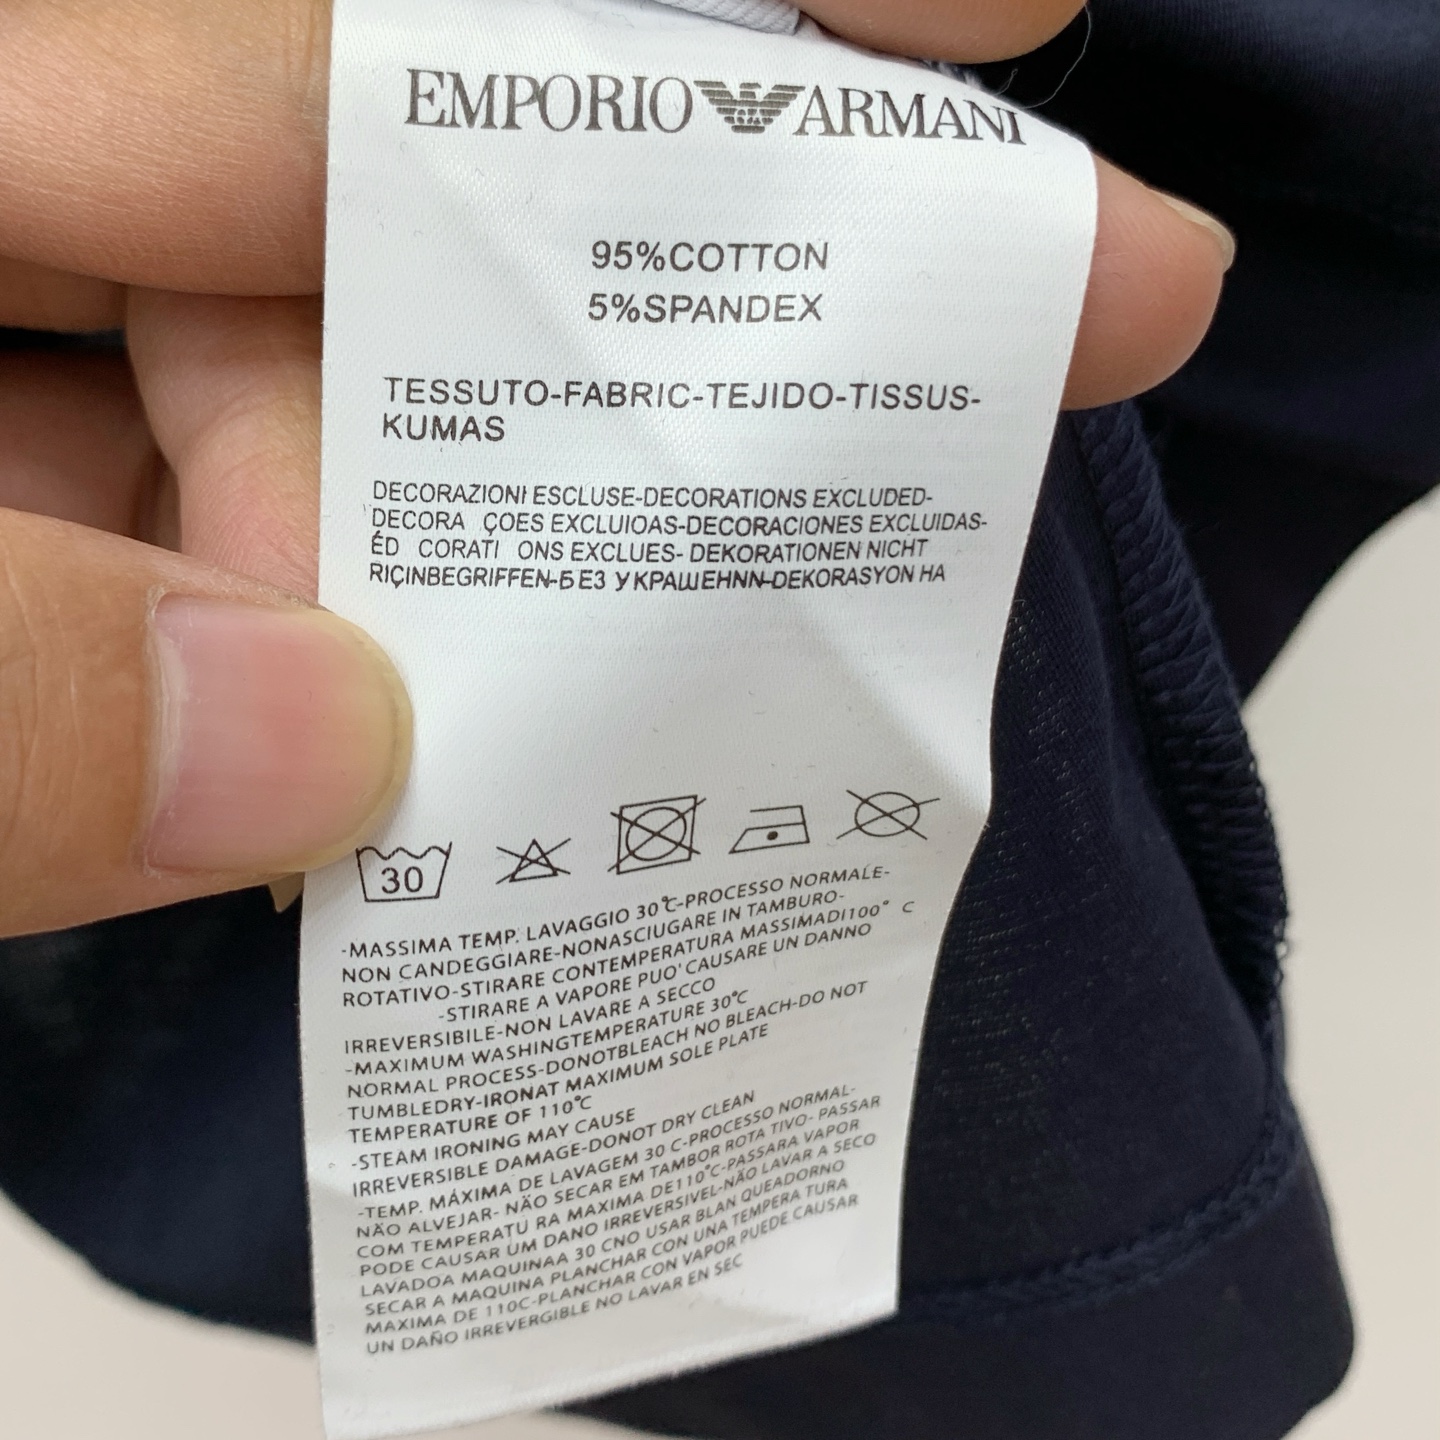 EMPORIO ARMANI
95%COTTON
5%SPANDEX
TESSUTO-FABRIC-TEJIDO-TISSUS-
KUMAS
DECORAZIONI ESCLUSE-DECORATIONS EXCLUDED-
DECORA ÇOES EXCLUIOAS-DECORACIONES EXCLUIDAS-
ÉD CORATI ONS EXCLUES- DEKORATIONEN NICHT
RIÇINBEGRIFFEN-БЕЗ УКРАШЕНNN-DEKORASYON HA
30
-MASSIMA TEMP. LAVAGGIO 30℃-PROCESSO NORMALE-
NON CANDEGGIARE-NONASCIUGARE IN TAMBURO-
ROTATIVO-STIRARE CONTEMPERATURA MASSIMADI100° C
-STIRARE A VAPORE PUO' CAUSARE UN DANNO
IRREVERSIBILE-NON LAVARE A SECCO
-MAXIMUM WASHINGTEMPERATURE 30℃
NORMAL PROCESS-DONOTBLEACH NO BLEACH-DO NOT
TUMBLEDRY-IRONAT MAXIMUM SOLE PLATE
TEMPERATURE OF 110℃
-STEAM IRONING MAY CAUSE
IRREVERSIBLE DAMAGE-DONOT DRY CLEAN
-TEMP. MÁXIMA DE LAVAGEM 30 C-PROCESSO NORMAL-
NÄO ALVEJAR- NÄO SECAR EM TAMBOR ROTA TIVO- PASSAR
COM TEMPERATU RA MAXIMA DE110℃-PASSARA VAPOR
PODE CAUSAR UM DANO IRREVERSIVEL-NÃO LAVAR A SECO
LAVADOA MAQUINAA 30 CNO USAR BLAN QUEADORNO
SECAR A MAQUINA PLANCHAR CON UNA TEMPERA TURA
MAXIMA DE 110C-PLANCHAR CON VAPOR PUEDE CAUSAR
UN DAÑO IRREVERGIBLE NO LAVAR EN SEC